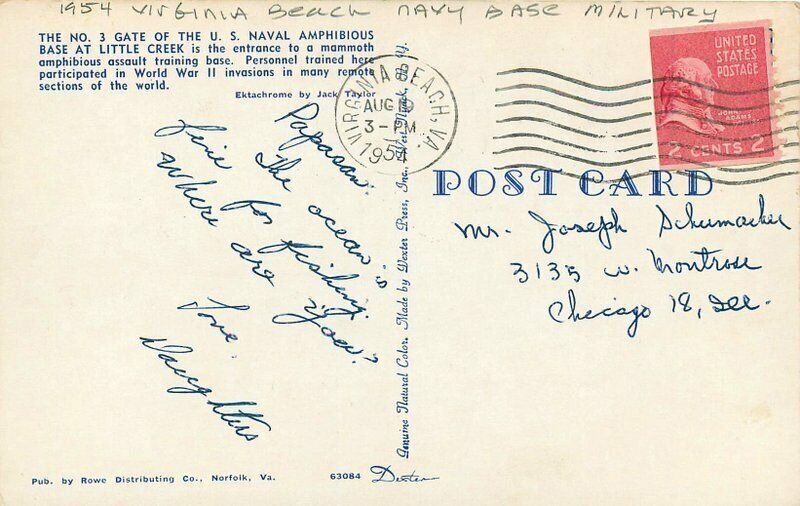 1954 VIRGINIA BEACH NAVY BASE MILITARY
THE NO. 3 GATE OF THE U. S. NAVAL AMPHIBIOUS
BASE AT LITTLE CREEK is the entrance to a mammoth
amphibious assault training base. Personnel trained here
participated in World War II invasions in many remote
sections of the world.
Ektachrome by Jack Taylor
VIRGINIA BEACH, VA.
AUG
3 - PM
1954
UNITED
STATES
POSTAGE
JOHN
ADAMS
2 CENTS 2
POST CARD
Papasan:
The ocean is
fine for fishing.
Where are you?
Love.
Daughters
Mr. Joseph Schumacher
3135 W. Montrose
Chicago 18, Ill.
Genuine Natural Color. Made by Dexter Press, Inc., West Nyack, N. Y.
Pub. by Rowe Distributing Co., Norfolk, Va.
63084
Dexter